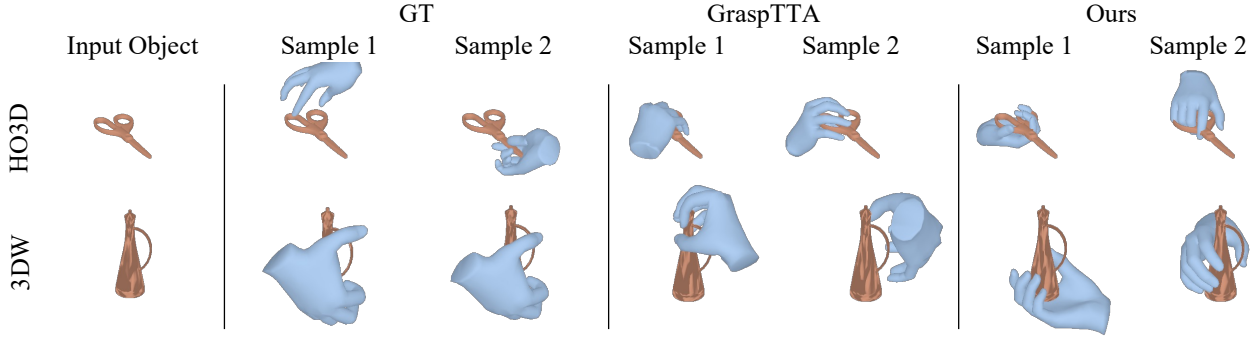 GT GraspTTA Ours
Input Object Sample 1 Sample 2 Sample 1 Sample 2 Sample 1 Sample 2
HO3D
3DW